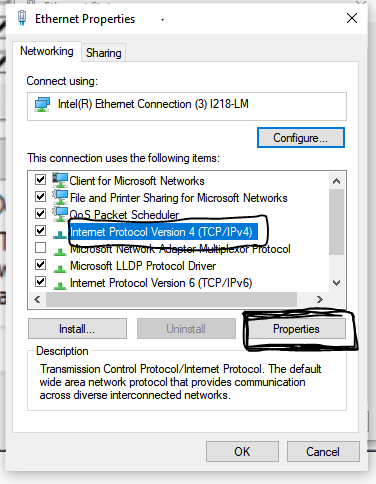 Ethernet Properties
Networking
Sharing
Connect using:
Intel(R) Ethernet Connection (3) I218-LM
Configure...
This connection uses the following items:
Client for Microsoft Networks
File and Printer Sharing for Microsoft Networks
QoS Packet Scheduler
Internet Protocol Version 4 (TCP/IPv4)
Microsoft Network Adapter Multiplexor Protocol
Microsoft LLDP Protocol Driver
Internet Protocol Version 6 (TCP/IPv6)
Install...
Uninstall
Properties
Description
Transmission Control Protocol/Internet Protocol. The default
wide area network protocol that provides communication
across diverse interconnected networks.
OK
Cancel